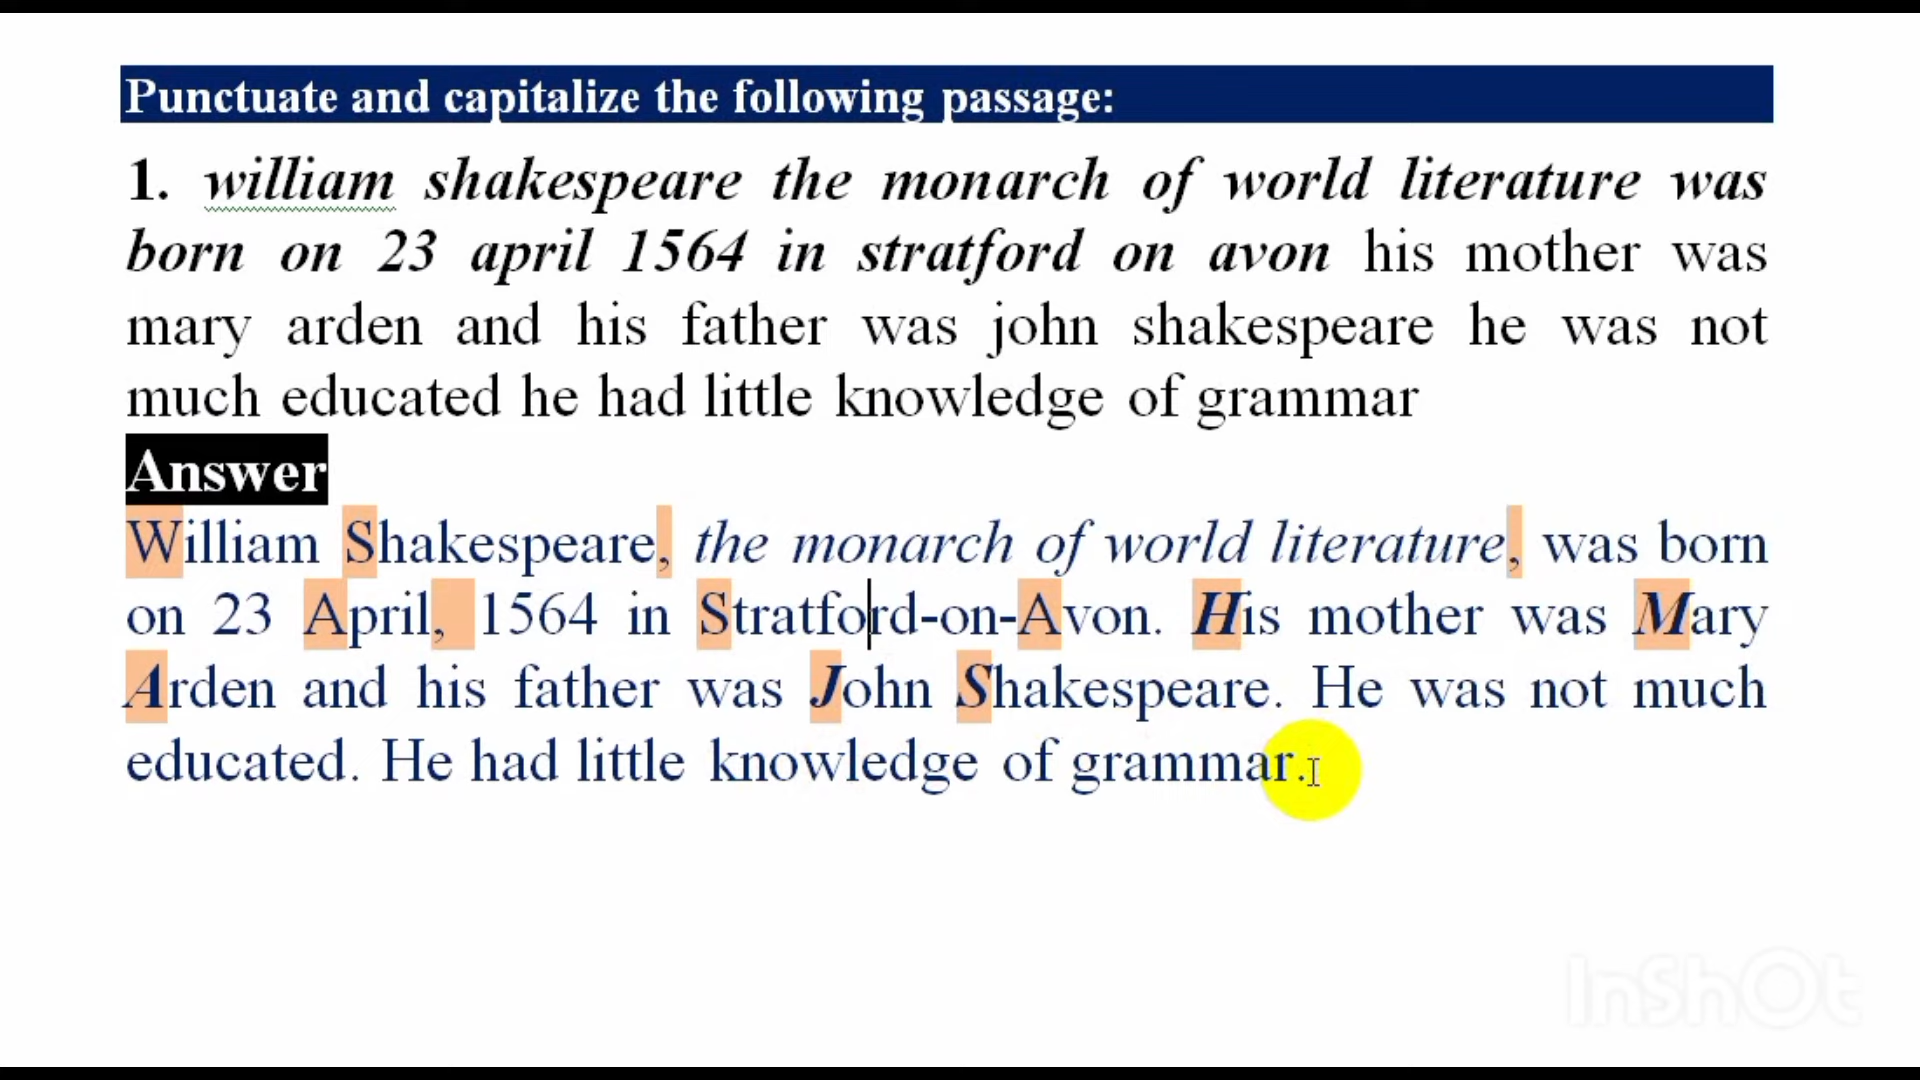 Punctuate and capitalize the following passage:
1. william shakespeare the monarch of world literature was
born on 23 april 1564 in stratford on avon his mother was
mary arden and his father was john shakespeare he was not
much educated he had little knowledge of grammar
Answer
William Shakespeare, the monarch of world literature, was born
on 23 April, 1564 in Stratford-on-Avon. His mother was Mary
Arden and his father was John Shakespeare. He was not much
educated. He had little knowledge of grammar.
InShOt